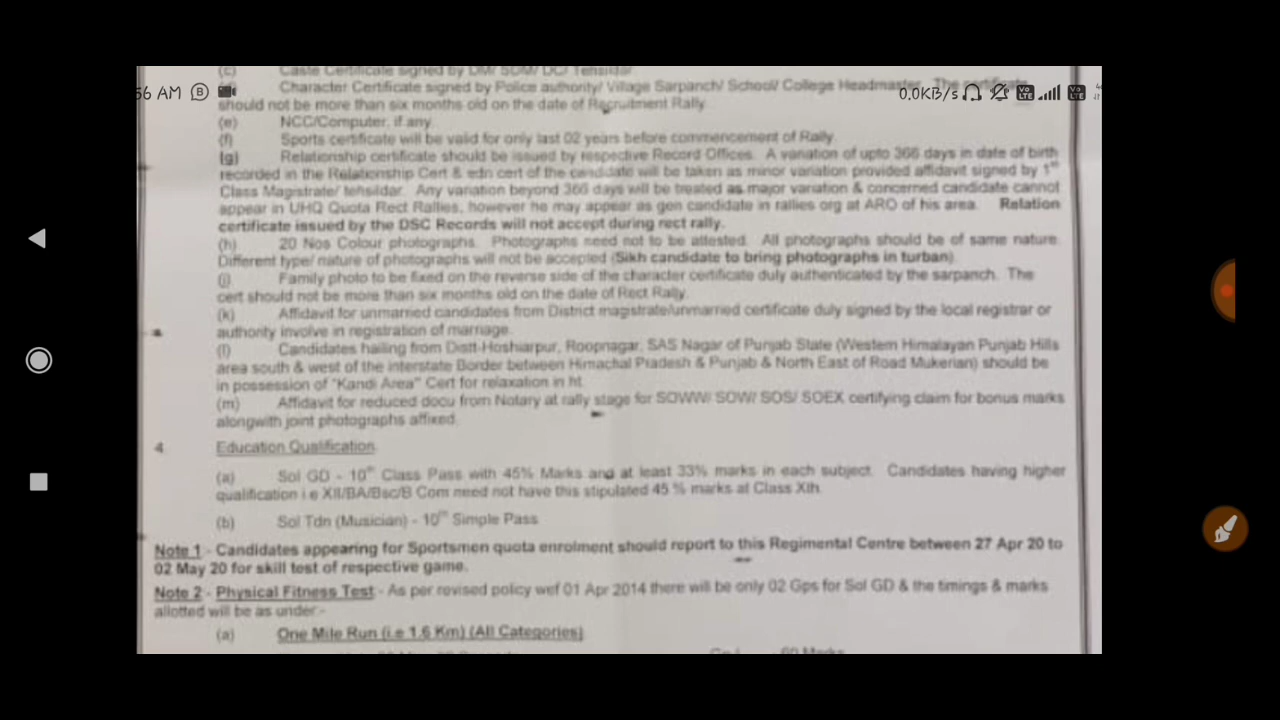 (c) Caste Certificate signed by DM/ SDM/ DC/ Tehsildar.
56 AM B
Character Certificate signed by Police authority/ Village Sarpanch/ School/ College Headmaster. The certificate
0.0KB/s Vo LTE Vo LTE
should not be more than six months old on the date of Recruitment Rally.
(e) NCC/Computer, if any.
(f) Sports certificate will be valid for only last 02 years before commencement of Rally.
(g) Relationship certificate should be issued by respective Record Offices. A variation of upto 366 days in date of birth
recorded in the Relationship Cert & edn cert of the candidate will be taken as minor variation provided affidavit signed by 1st
Class Magistrate/ tehsildar. Any variation beyond 366 days will be treated as major variation & concerned candidate cannot
appear in UHQ Quota Rect Rallies, however he may appear as gen candidate in rallies org at ARO of his area. Relation
certificate issued by the DSC Records will not accept during rect rally.
(h) 20 Nos Colour photographs. Photographs need not to be attested. All photographs should be of same nature.
Different type/ nature of photographs will not be accepted (Sikh candidate to bring photographs in turban).
(j) Family photo to be fixed on the reverse side of the character certificate duly authenticated by the sarpanch. The
cert should not be more than six months old on the date of Rect Rally.
(k) Affidavit for unmarried candidates from District magistrate/unmarried certificate duly signed by the local registrar or
authority involve in registration of marriage.
(l) Candidates hailing from Distt-Hoshiarpur, Roopnagar, SAS Nagar of Punjab State (Western Himalayan Punjab Hills
area south & west of the interstate Border between Himachal Pradesh & Punjab & North East of Road Mukerian) should be
in possession of "Kandi Area" Cert for relaxation in ht.
(m) Affidavit for reduced docu from Notary at rally stage for SOWW/ SOW/ SOS/ SOEX certifying claim for bonus marks
alongwith joint photographs affixed.
4 Education Qualification
(a) Sol GD - 10th Class Pass with 45% Marks and at least 33% marks in each subject. Candidates having higher
qualification i.e XII/BA/Bsc/B Com need not have this stipulated 45 % marks at Class Xth.
(b) Sol Tdn (Musician) - 10th Simple Pass
Note 1 - Candidates appearing for Sportsmen quota enrolment should report to this Regimental Centre between 27 Apr 20 to
02 May 20 for skill test of respective game.
Note 2 - Physical Fitness Test - As per revised policy wef 01 Apr 2014 there will be only 02 Gps for Sol GD & the timings & marks
allotted will be as under:-
(a) One Mile Run (i.e 1.6 Km) (All Categories)
60 Marks